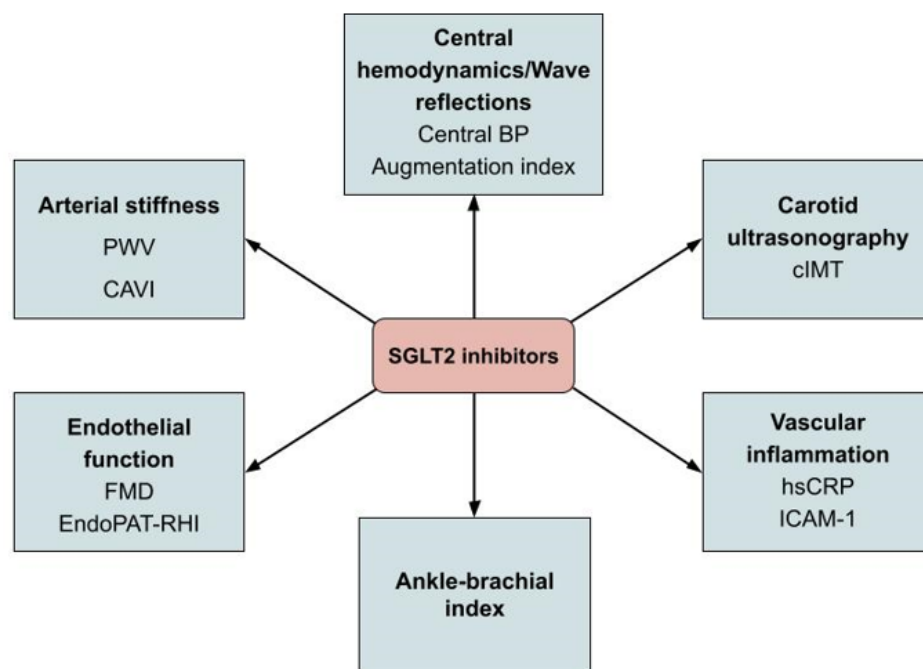 Central
hemodynamics/Wave
reflections
Central BP
Augmentation index
Arterial stiffness
PWV
CAVI
Carotid
ultrasonography
cIMT
SGLT2 inhibitors
Endothelial
function
FMD
EndoPAT-RHI
Vascular
inflammation
hsCRP
ICAM-1
Ankle-brachial
index